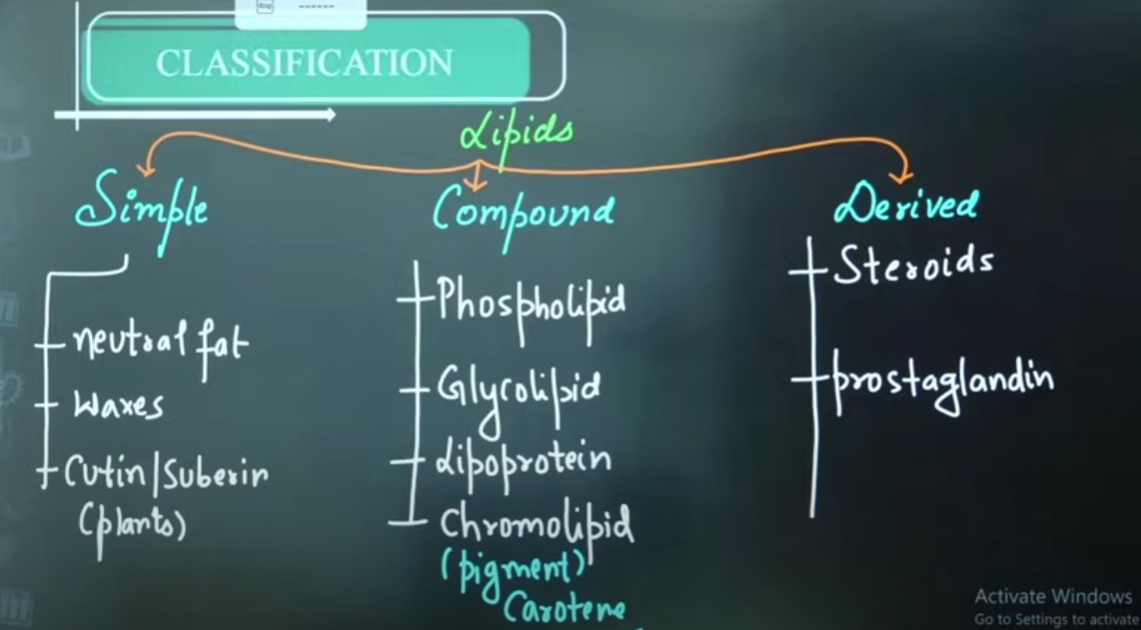 CLASSIFICATION
Lipids
Simple
neutral fat
Waxes
Cutin/Suberin
(plants)
Compound
Phospholipid
Glycolipid
Lipoprotein
Chromolipid
(pigment)
Carotene
Derived
Steroids
prostaglandin
Activate Windows
Go to Settings to activate